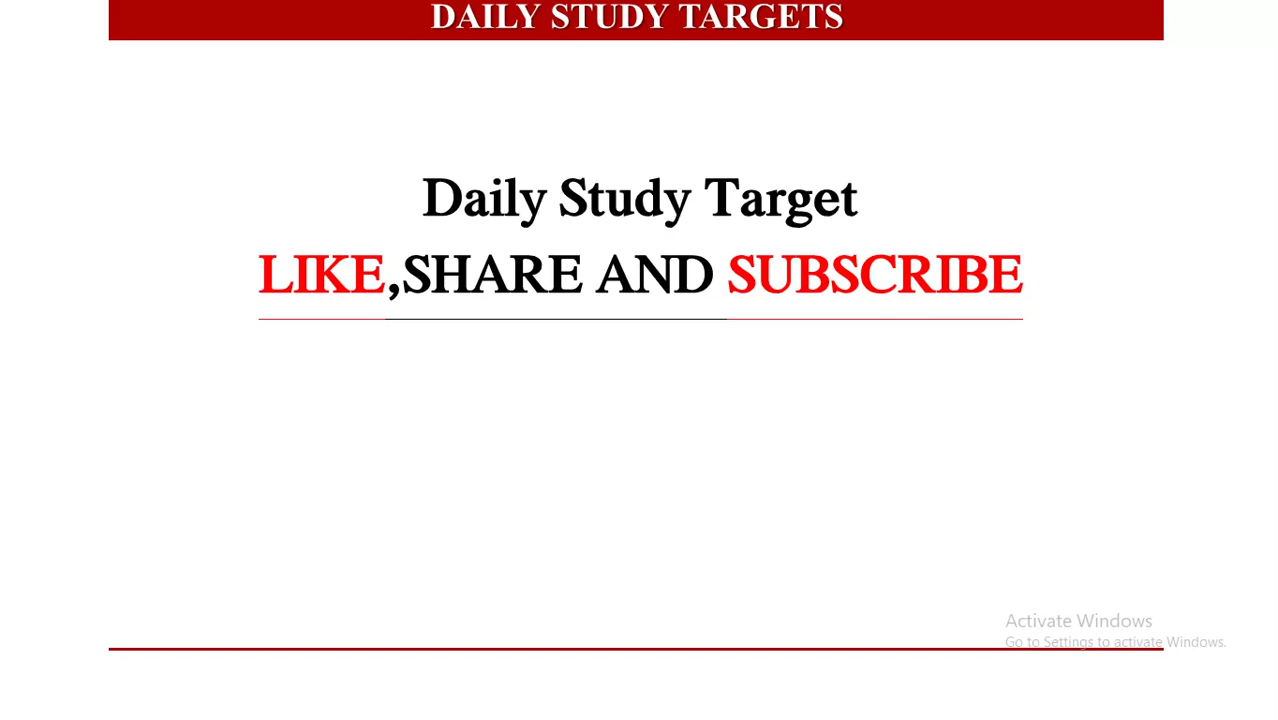 DAILY STUDY TARGETS
Daily Study Target
LIKE,SHARE AND SUBSCRIBE
Activate Windows
Go to Settings to activate Windows.